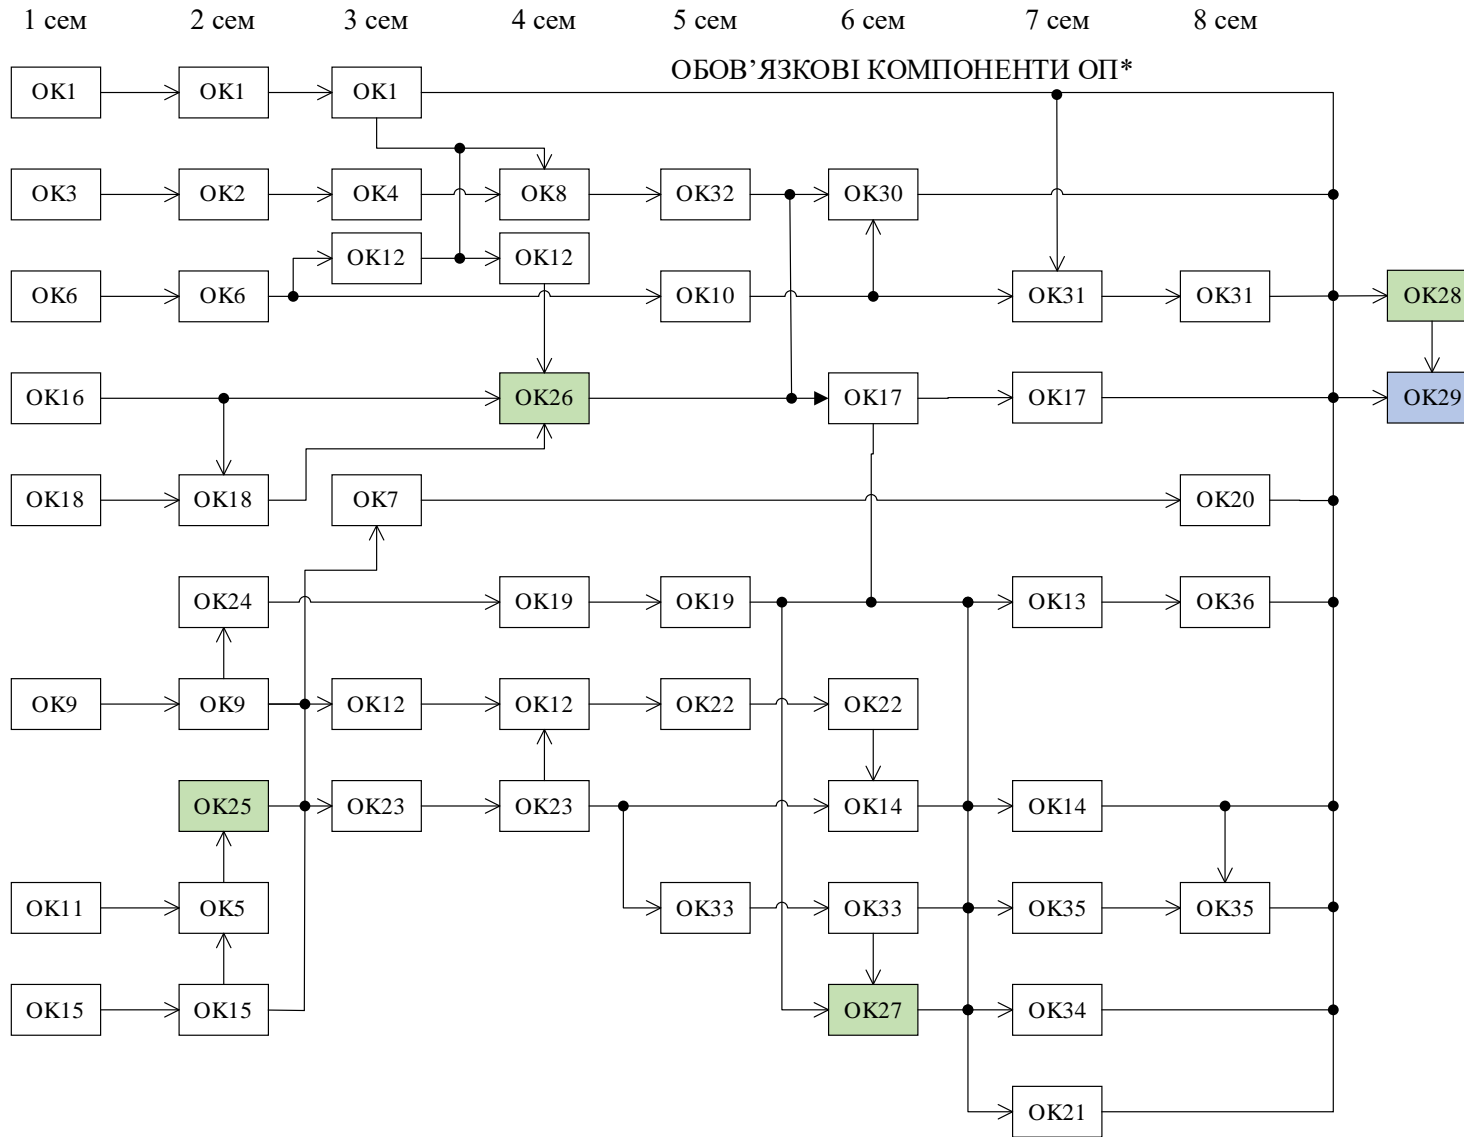 1 сем 2 сем 3 сем 4 сем 5 сем 6 сем 7 сем 8 сем
ОБОВ’ЯЗКОВІ КОМПОНЕНТИ ОП*
ОК1 ОК1 ОК1
ОК3 ОК2 ОК4 ОК8 ОК32 ОК30
ОК12 ОК12
ОК6 ОК6 ОК10 ОК31 ОК31 ОК28
ОК16 ОК26 ОК17 ОК17 ОК29
ОК18 ОК18 ОК7 ОК20
ОК24 ОК19 ОК19 ОК13 ОК36
ОК9 ОК9 ОК12 ОК12 ОК22 ОК22
ОК25 ОК23 ОК23 ОК14 ОК14
ОК11 ОК5 ОК33 ОК33 ОК35 ОК35
ОК15 ОК15 ОК27 ОК34
ОК21